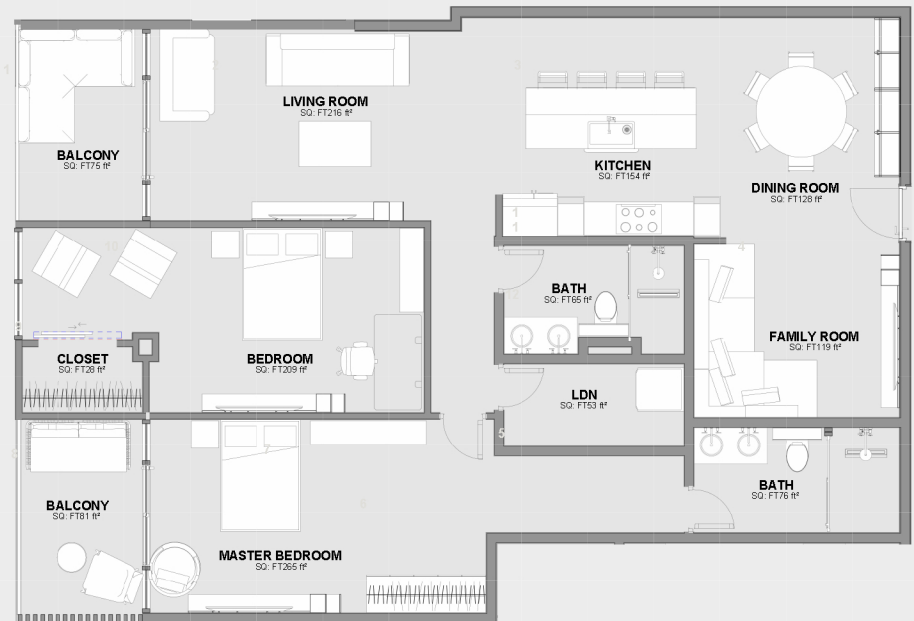 LIVING ROOM
SQ: FT216 ft²
BALCONY
SQ: FT75 ft²
KITCHEN
SQ: FT154 ft²
DINING ROOM
SQ: FT128 ft²
BATH
SQ: FT65 ft²
FAMILY ROOM
SQ: FT119 ft²
CLOSET
SQ: FT28 ft²
BEDROOM
SQ: FT209 ft²
LDN
SQ: FT53 ft²
5
BATH
SQ: FT76 ft²
BALCONY
SQ: FT81 ft²
MASTER BEDROOM
SQ: FT265 ft²